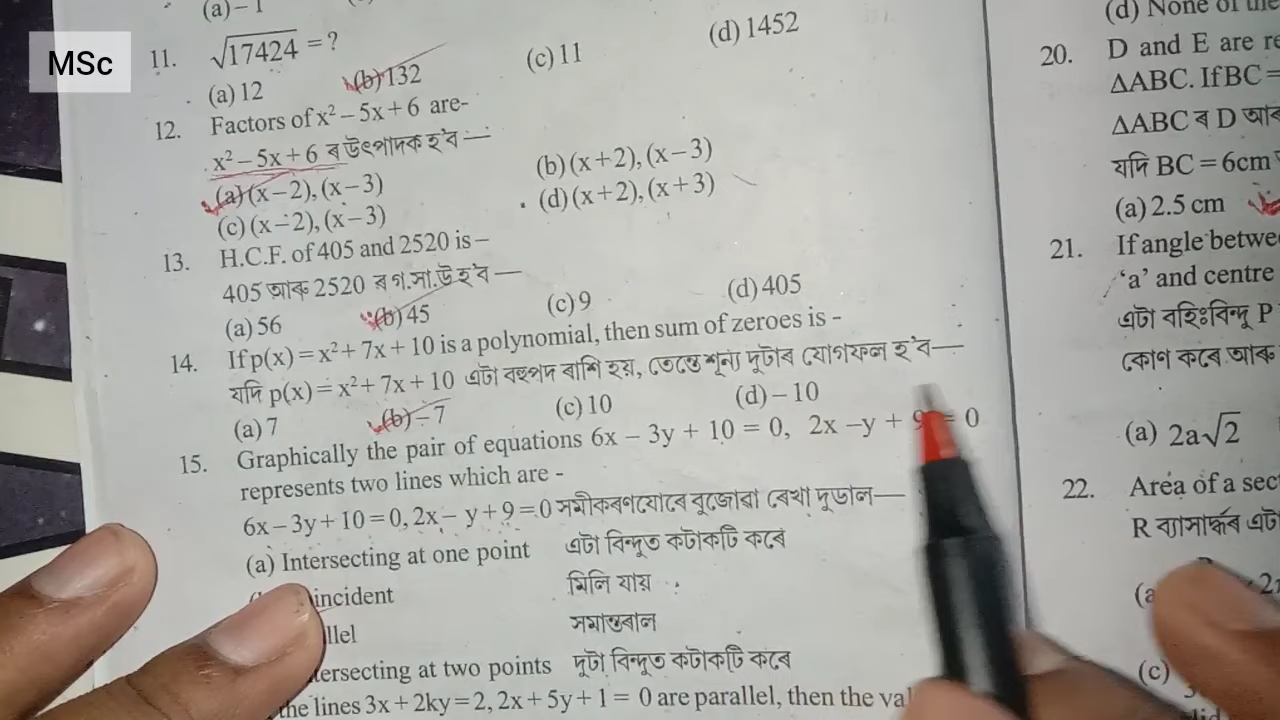 (a) – 1
MSc
11. √17424 = ?
(a) 12 (b) 132 (c) 11 (d) 1452
12. Factors of x² – 5x + 6 are-
x² – 5x + 6 ৰ উৎপাদক হ'ব —
(a) (x – 2), (x – 3) (b) (x + 2), (x – 3)
(c) (x – 2), (x – 3) (d) (x + 2), (x + 3)
13. H.C.F. of 405 and 2520 is –
405 আৰু 2520 ৰ গ.সা.উ হ'ব —
(a) 56 (b) 45 (c) 9 (d) 405
14. If p(x) = x² + 7x + 10 is a polynomial, then sum of zeroes is -
যদি p(x) = x² + 7x + 10 এটা বহুপদ ৰাশি হয়, তেন্তে শূন্য দুটাৰ যোগফল হ'ব—
(a) 7 (b) – 7 (c) 10 (d) – 10
15. Graphically the pair of equations 6x – 3y + 10 = 0, 2x – y + 9 = 0
represents two lines which are -
6x – 3y + 10 = 0, 2x – y + 9 = 0 সমীকৰণযোৰে বুজোৱা ৰেখা দুডাল—
(a) Intersecting at one point এটা বিন্দুত কটাকটি কৰে
incident মিলি যায়
llel সমান্তৰাল
tersecting at two points দুটা বিন্দুত কটাকটি কৰে
the lines 3x + 2ky = 2, 2x + 5y + 1 = 0 are parallel, then the val
(d) None of the
20. D and E are
ΔABC. If BC =
ΔABC ৰ D আৰু
যদি BC = 6cm
(a) 2.5 cm
21. If angle betwe
'a' and centre
এটা বহিঃবিন্দু P
কোণ কৰে আৰু
(a) 2a√2
22. Area of a sec
R ব্যাসাৰ্দ্ধৰ এটা
(a
(c)